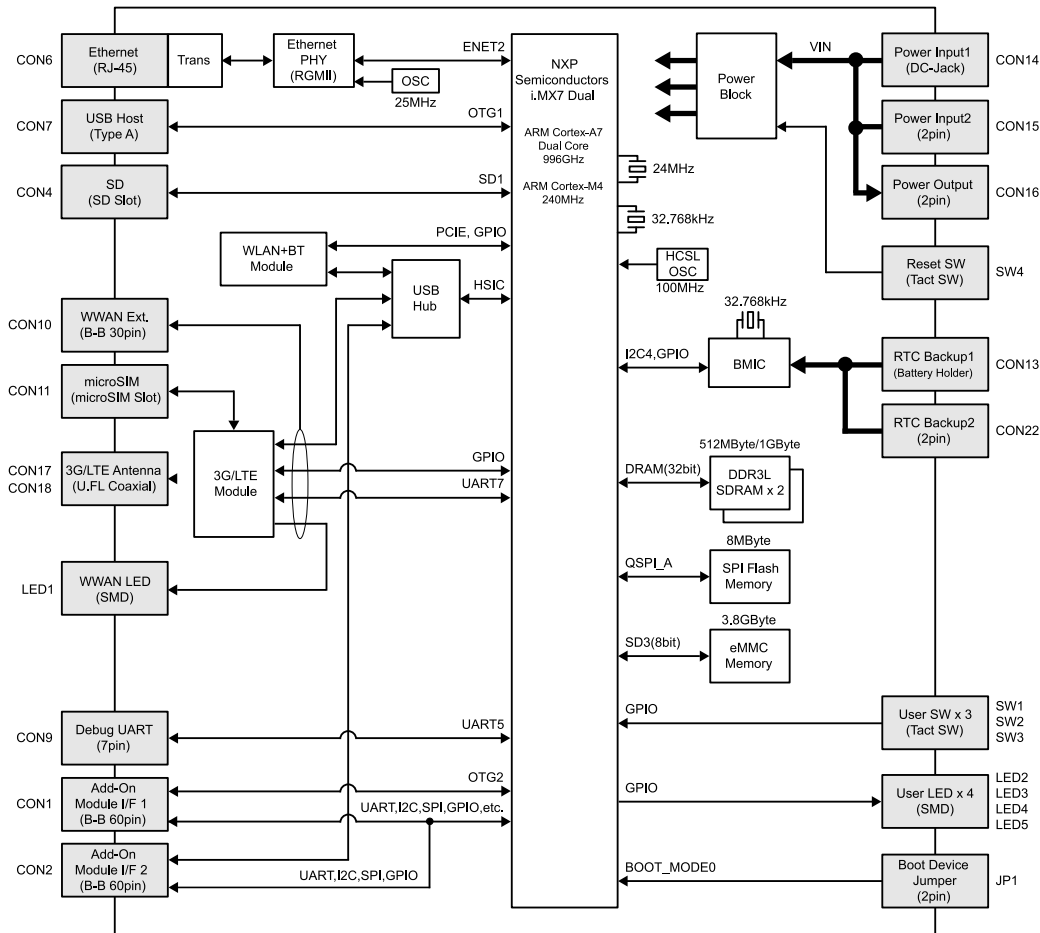 CON6
Ethernet
(RJ-45)
Trans
Ethernet
PHY
(RGMII)
OSC
25MHz
ENET2
CON7
USB Host
(Type A)
OTG1
CON4
SD
(SD Slot)
SD1
WLAN+BT
Module
PCIE, GPIO
USB
Hub
HSIC
CON10
WWAN Ext.
(B-B 30pin)
CON11
microSIM
(microSIM Slot)
CON17
CON18
3G/LTE Antenna
(U.FL Coaxial)
3G/LTE
Module
GPIO
UART7
LED1
WWAN LED
(SMD)
CON9
Debug UART
(7pin)
UART5
CON1
Add-On
Module I/F 1
(B-B 60pin)
OTG2
UART,I2C,SPI,GPIO,etc.
CON2
Add-On
Module I/F 2
(B-B 60pin)
UART,I2C,SPI,GPIO
NXP
Semiconductors
i.MX7 Dual
ARM Cortex-A7
Dual Core
996GHz
ARM Cortex-M4
240MHz
24MHz
32.768kHz
HCSL
OSC
100MHz
Power
Block
VIN
Power Input1
(DC-Jack)
CON14
Power Input2
(2pin)
CON15
Power Output
(2pin)
CON16
Reset SW
(Tact SW)
SW4
32.768kHz
I2C4,GPIO
BMIC
RTC Backup1
(Battery Holder)
CON13
RTC Backup2
(2pin)
CON22
512MByte/1GByte
DRAM(32bit)
DDR3L
SDRAM x 2
8MByte
QSPI_A
SPI Flash
Memory
3.8GByte
SD3(8bit)
eMMC
Memory
GPIO
User SW x 3
(Tact SW)
SW1
SW2
SW3
GPIO
User LED x 4
(SMD)
LED2
LED3
LED4
LED5
BOOT_MODE0
Boot Device
Jumper
(2pin)
JP1